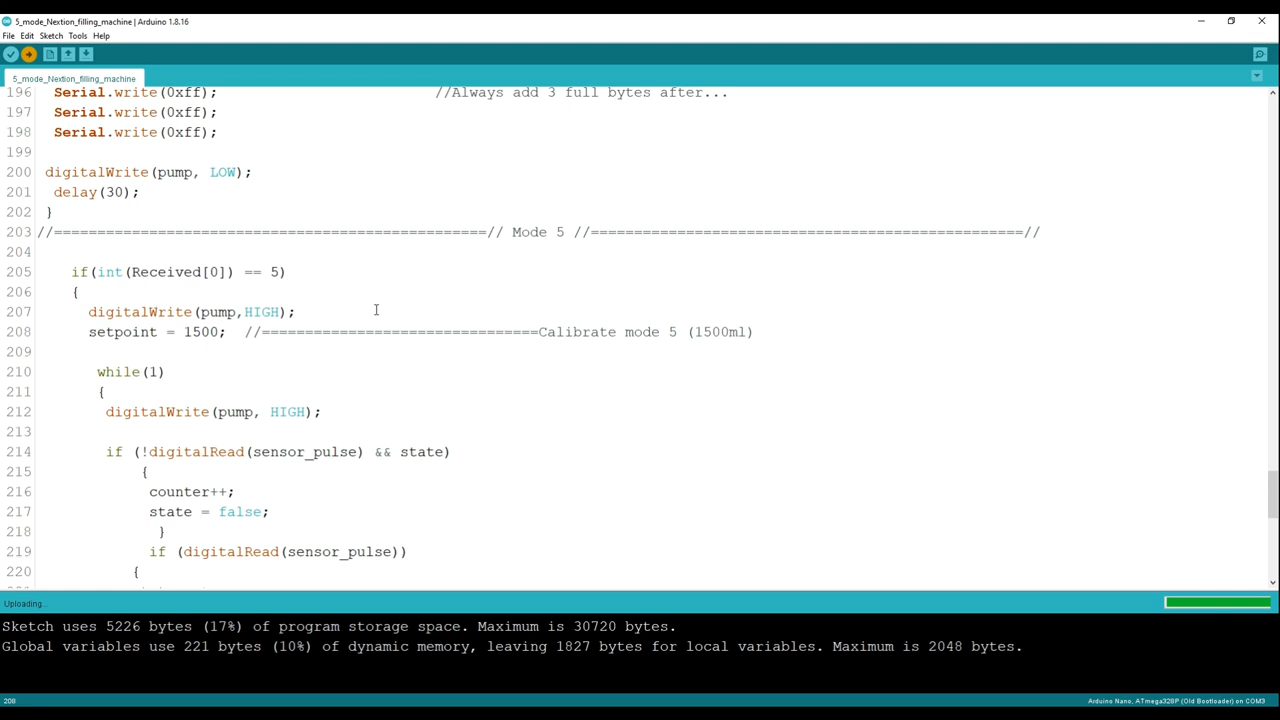 5_mode_Nextion_filling_machine | Arduino 1.8.16
File Edit Sketch Tools Help
5_mode_Nextion_filling_machine
196 Serial.write(0xff); //Always add 3 full bytes after...
197 Serial.write(0xff);
198 Serial.write(0xff);
199
200 digitalWrite(pump, LOW);
201 delay(30);
202 }
203 //==================================================// Mode 5 //==================================================//
204
205 if(int(Received[0]) == 5)
206 {
207 digitalWrite(pump,HIGH);
208 setpoint = 1500; //================================Calibrate mode 5 (1500ml)
209
210 while(1)
211 {
212 digitalWrite(pump, HIGH);
213
214 if (!digitalRead(sensor_pulse) && state)
215 {
216 counter++;
217 state = false;
218 }
219 if (digitalRead(sensor_pulse))
220 {
Uploading...
Sketch uses 5226 bytes (17%) of program storage space. Maximum is 30720 bytes.
Global variables use 221 bytes (10%) of dynamic memory, leaving 1827 bytes for local variables. Maximum is 2048 bytes.
208 Arduino Nano, ATmega328P (Old Bootloader) on COM3